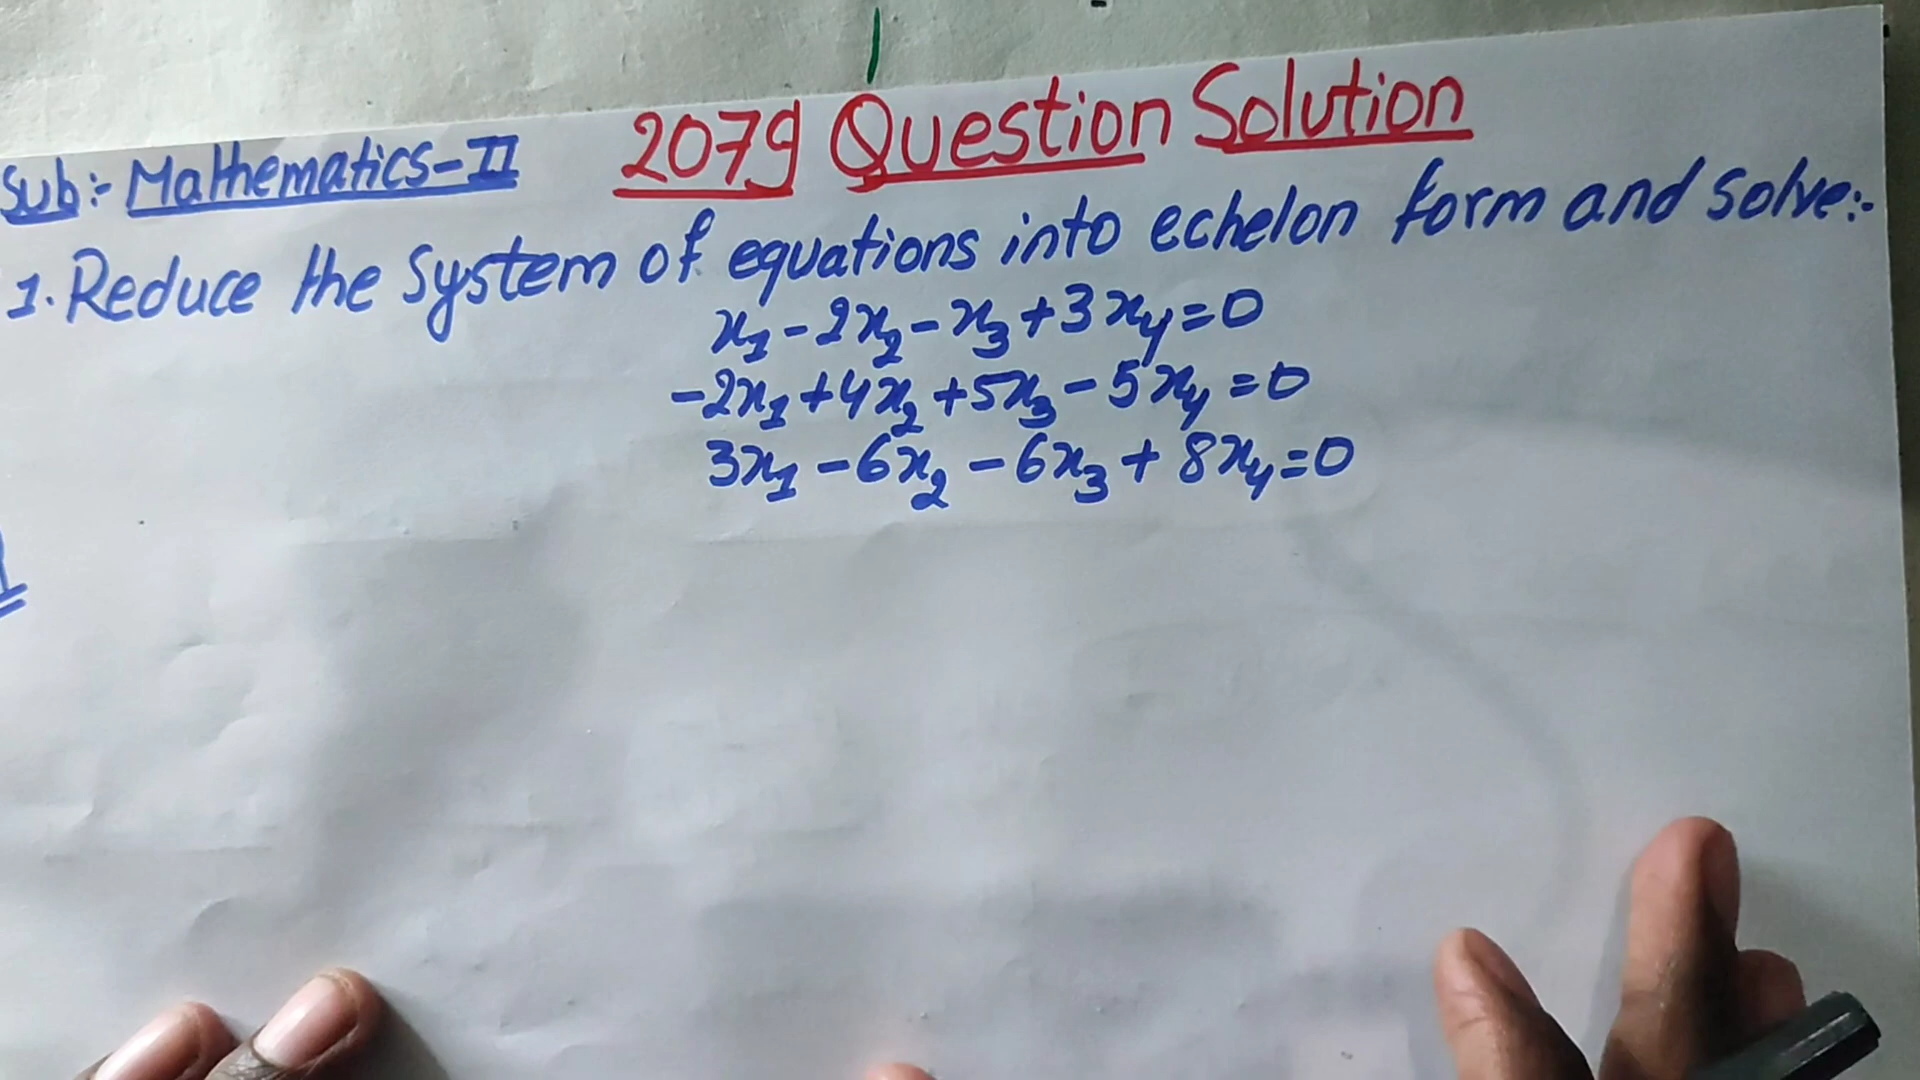 2079 Question Solution
Sub:- Mathematics-II
1. Reduce the system of equations into echelon form and solve:-
x₁ - 2x₂ - x₃ + 3x₄ = 0
-2x₁ + 4x₂ + 5x₃ - 5x₄ = 0
3x₁ - 6x₂ - 6x₃ + 8x₄ = 0